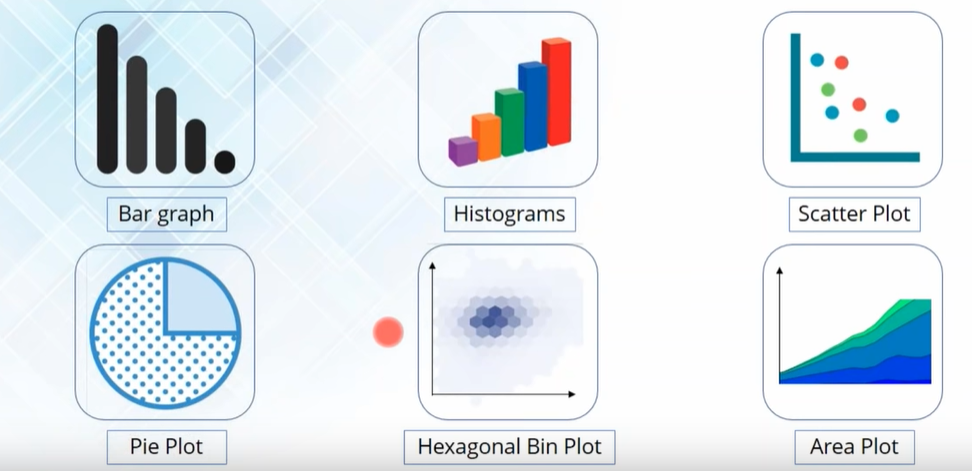 Bar graph
Histograms
Scatter Plot
Pie Plot
Hexagonal Bin Plot
Area Plot